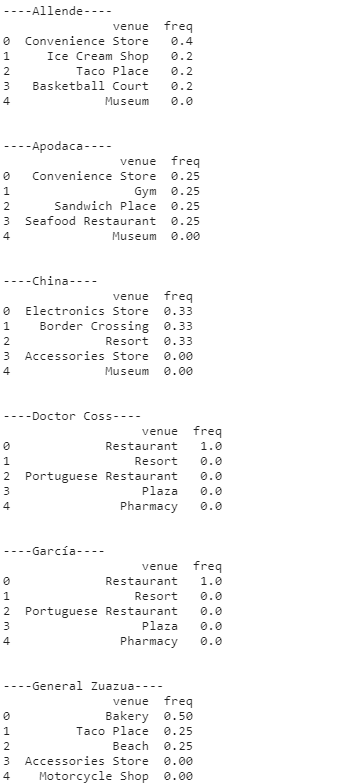 ----Allende----
venue freq
0 Convenience Store 0.4
1 Ice Cream Shop 0.2
2 Taco Place 0.2
3 Basketball Court 0.2
4 Museum 0.0
----Apodaca----
venue freq
0 Convenience Store 0.25
1 Gym 0.25
2 Sandwich Place 0.25
3 Seafood Restaurant 0.25
4 Museum 0.00
----China----
venue freq
0 Electronics Store 0.33
1 Border Crossing 0.33
2 Resort 0.33
3 Accessories Store 0.00
4 Museum 0.00
----Doctor Coss----
venue freq
0 Restaurant 1.0
1 Resort 0.0
2 Portuguese Restaurant 0.0
3 Plaza 0.0
4 Pharmacy 0.0
----García----
venue freq
0 Restaurant 1.0
1 Resort 0.0
2 Portuguese Restaurant 0.0
3 Plaza 0.0
4 Pharmacy 0.0
----General Zuazua----
venue freq
0 Bakery 0.50
1 Taco Place 0.25
2 Beach 0.25
3 Accessories Store 0.00
4 Motorcycle Shop 0.00